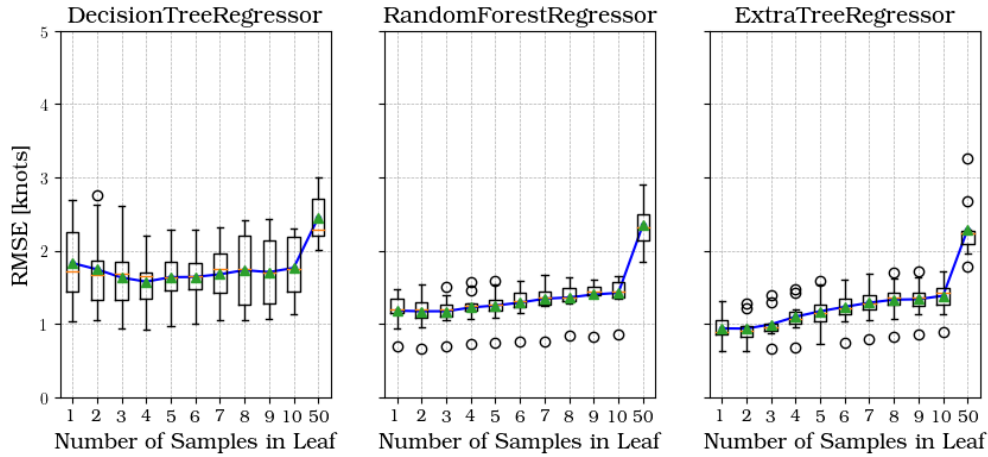 DecisionTreeRegressor RandomForestRegressor ExtraTreeRegressor
RMSE [knots]
5
4
3
2
1
0
1 2 3 4 5 6 7 8 9 10 50
1 2 3 4 5 6 7 8 9 10 50
1 2 3 4 5 6 7 8 9 10 50
Number of Samples in Leaf
Number of Samples in Leaf
Number of Samples in Leaf